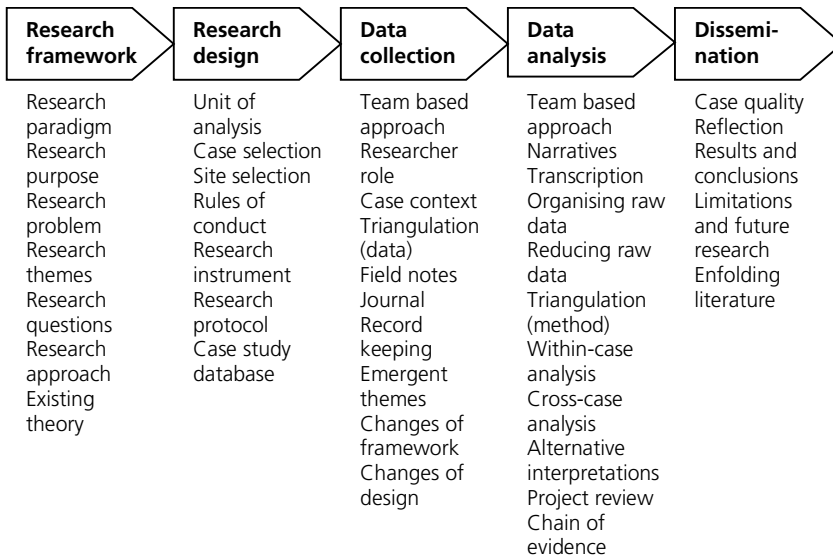 Research
framework
Research
design
Data
collection
Data
analysis
Dissemi-
nation
Research
paradigm
Research
purpose
Research
problem
Research
themes
Research
questions
Research
approach
Existing
theory
Unit of
analysis
Case selection
Site selection
Rules of
conduct
Research
instrument
Research
protocol
Case study
database
Team based
approach
Researcher
role
Case context
Triangulation
(data)
Field notes
Journal
Record
keeping
Emergent
themes
Changes of
framework
Changes of
design
Team based
approach
Narratives
Transcription
Organising raw
data
Reducing raw
data
Triangulation
(method)
Within-case
analysis
Cross-case
analysis
Alternative
interpretations
Project review
Chain of
evidence
Case quality
Reflection
Results and
conclusions
Limitations
and future
research
Enfolding
literature